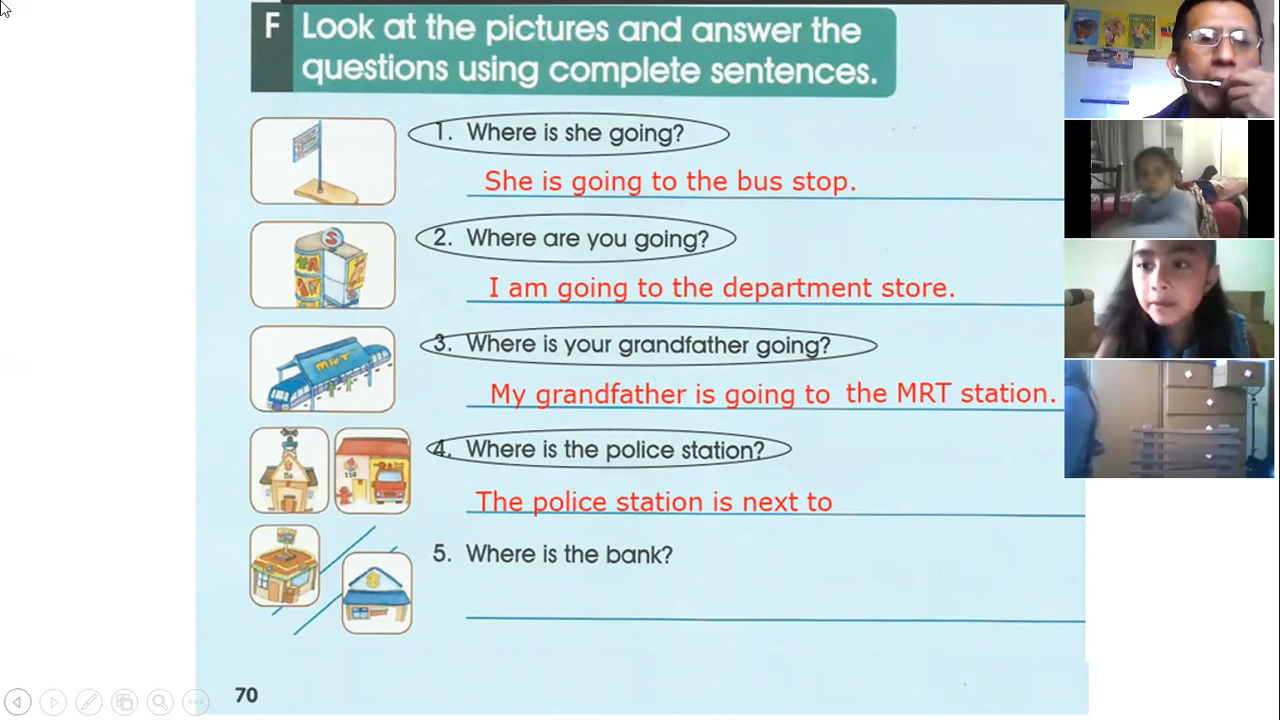 F Look at the pictures and answer the
questions using complete sentences.
1. Where is she going?
She is going to the bus stop.
2. Where are you going?
S
I am going to the department store.
3. Where is your grandfather going?
MRT
My grandfather is going to the MRT station.
4. Where is the police station?
The police station is next to
5. Where is the bank?
$
70